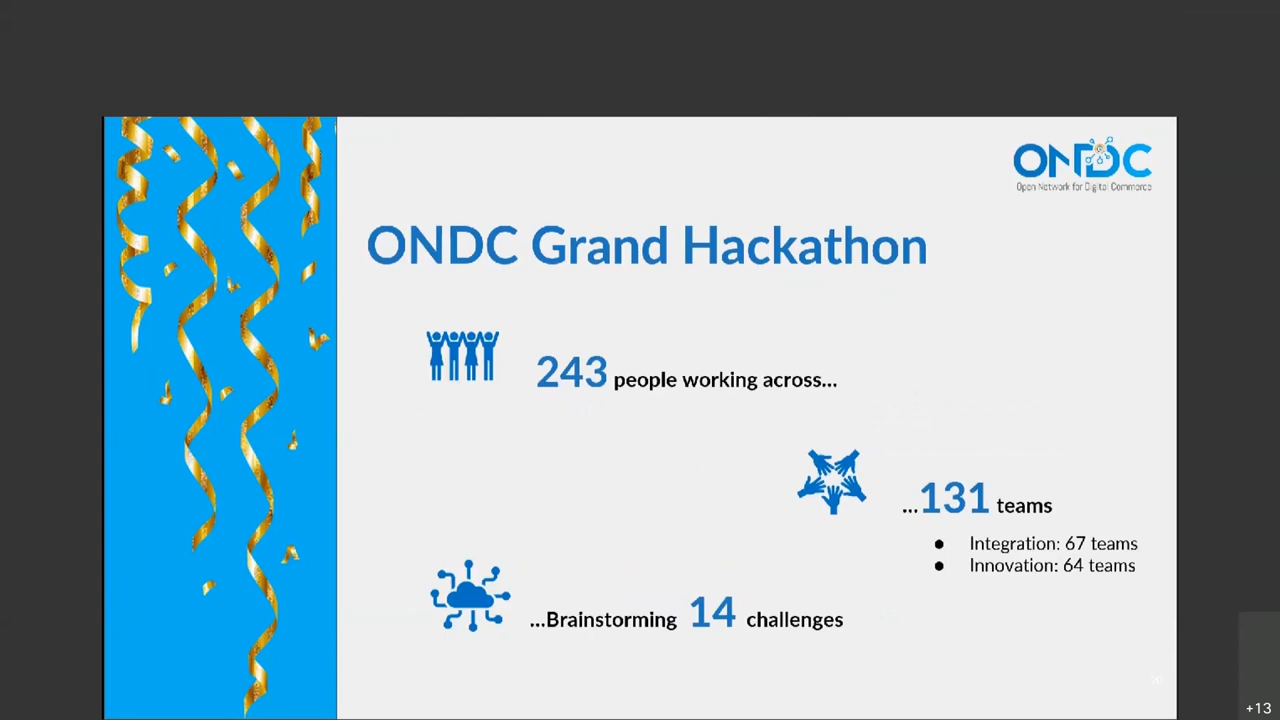 ONDC
Open Network for Digital Commerce
ONDC Grand Hackathon
243 people working across...
...131 teams
● Integration: 67 teams
● Innovation: 64 teams
...Brainstorming 14 challenges
+13